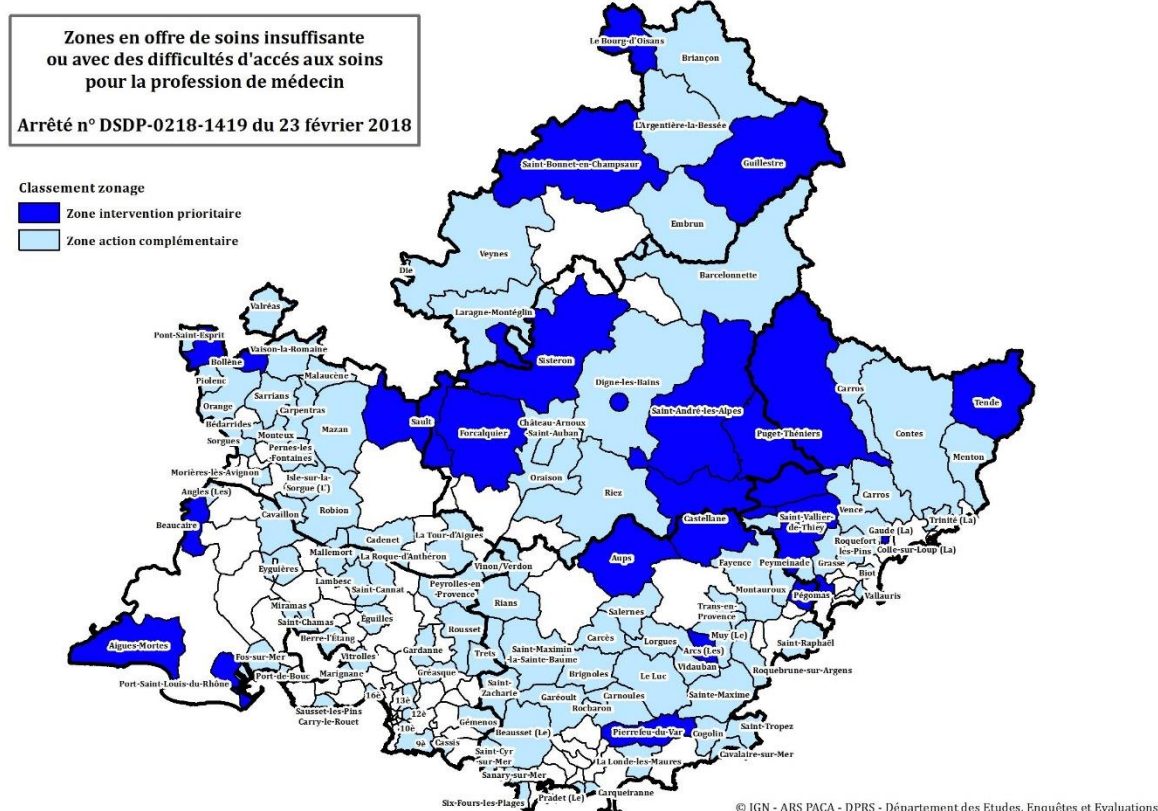 Zones en offre de soins insuffisante
ou avec des difficultés d'accés aux soins
pour la profession de médecin
Arrêté n° DSDP-0218-1419 du 23 février 2018
Classement zonage
Zone intervention prioritaire
Zone action complémentaire
Le Bourg-d'Oisans
Briançon
L'Argentière-la-Bessée
Saint-Bonnet-en-Champsaur
Guillestre
Embrun
Veynes
Die
Barcelonnette
Laragne-Montéglin
Valréas
Pont-Saint-Esprit
Bollène
Vaison-la-Romaine
Sisteron
Malaucène
Piolenc
Digne-les-Bains
Carros
Tende
Sarrians
Orange
Carpentras
Saint-André-les-Alpes
Bédarrides
Mazan
Sault
Forcalquier
Château-Arnoux
-Saint-Auban
Puget-Théniers
Contes
Sorgues
Monteux
Pernes-les
-Fontaines
Menton
Morières-lès-Avignon
Isle-sur-la-
Sorgue (L')
Oraison
Riez
Angles (Les)
Carros
Beaucaire
Cavaillon
Robion
Castellane
Saint-Vallier-
de-Thiey
Vence
Gaude (La)
Trinité (La)
Cadenet
La Tour-d'Aigues
Roquefort
les-Pins
Colle-sur-Loup (La)
Mallemort
La Roque-d'Anthéron
Vinon/Verdon
Aups
Fayence
Peymeinade
Grasse
Biot
Eyguières
Lambesc
Saint-Cannat
Peyrolles-en
-Provence
Rians
Montauroux
Pégomas
Vallauris
Miramas
Saint-Chamas
Éguilles
Salernes
Trans-en-
Provence
Berre-l'Étang
Rousset
Carcès
Lorgues
Muy (Le)
Arcs (Les)
Saint-Raphaël
Aigues-Mortes
Fos-sur-Mer
Vitrolles
Gardanne
Trets
Saint-Maximin
-la-Sainte-Baume
Vidauban
Roquebrune-sur-Argens
Port-Saint-Louis-du-Rhône
Port-de-Bouc
Marignane
Gréasque
Brignoles
Le Luc
Saint-
Zacharie
Garéoult
Carnoules
Sainte-Maxime
Sausset-les-Pins
Carry-le-Rouet
16è
13è
12è
10è
9è
Rocbaron
Gémenos
Beausset (Le)
Pierrefeu-du-Var
Cogolin
Saint-Tropez
Cassis
Saint-Cyr
-sur-Mer
Cavalaire-sur-Mer
La Londe-les-Maures
Sanary-sur-Mer
Six-Fours-les-Plages
Pradet (Le)
Carqueiranne
© IGN - ARS PACA - DPRS - Département des Etudes, Enquêtes et Evaluations